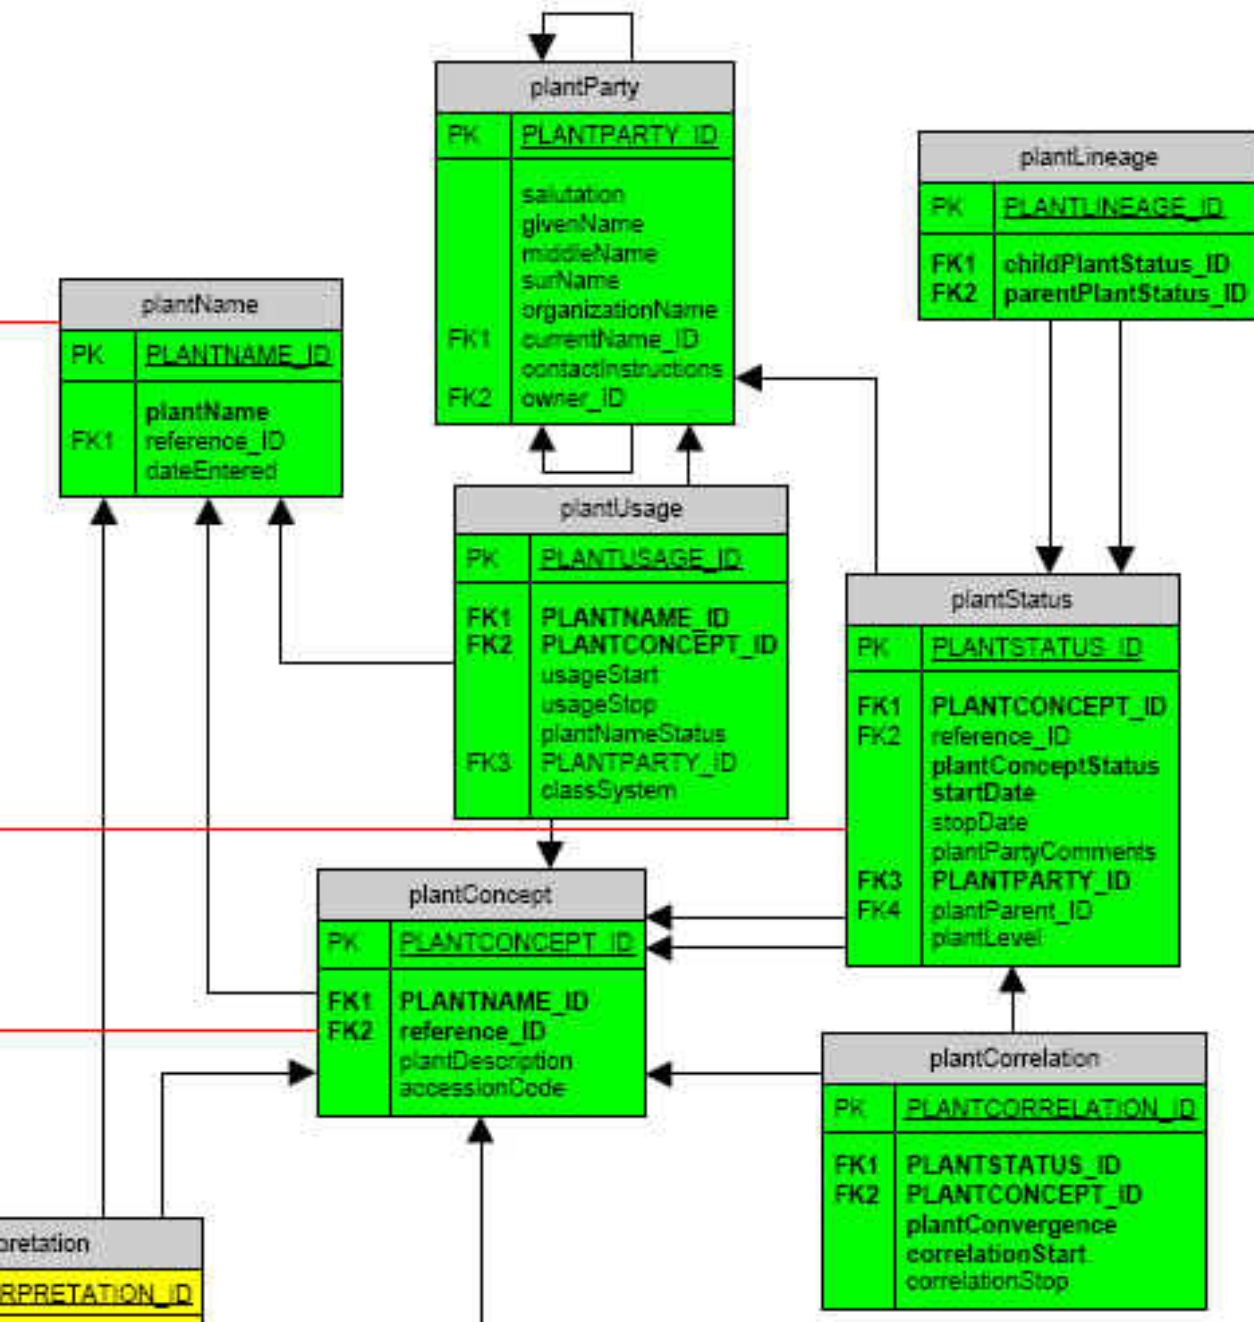 plantParty
PK PLANTPARTY_ID
salutation
givenName
middleName
surName
organizationName
FK1 currentName_ID
contactInstructions
FK2 owner_ID
plantLineage
PK PLANTLINEAGE_ID
FK1 childPlantStatus_ID
FK2 parentPlantStatus_ID
plantName
PK PLANTNAME_ID
plantName
FK1 reference_ID
dateEntered
plantUsage
PK PLANTUSAGE_ID
FK1 PLANTNAME_ID
FK2 PLANTCONCEPT_ID
usageStart
usageStop
plantNameStatus
FK3 PLANTPARTY_ID
classSystem
plantStatus
PK PLANTSTATUS_ID
FK1 PLANTCONCEPT_ID
FK2 reference_ID
plantConceptStatus
startDate
stopDate
plantPartyComments
FK3 PLANTPARTY_ID
FK4 plantParent_ID
plantLevel
plantConcept
PK PLANTCONCEPT_ID
FK1 PLANTNAME_ID
FK2 reference_ID
plantDescription
accessionCode
plantCorrelation
PK PLANTCORRELATION_ID
FK1 PLANTSTATUS_ID
FK2 PLANTCONCEPT_ID
plantConvergence
correlationStart
correlationStop
pretation
RPRETATION_ID